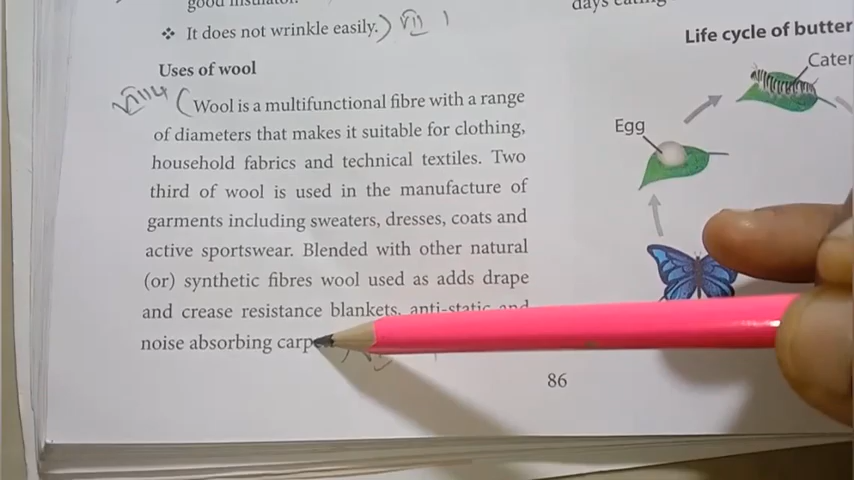 good insulator.
❖ It does not wrinkle easily.) VII 1
Uses of wool
(Wool is a multifunctional fibre with a range
of diameters that makes it suitable for clothing,
household fabrics and technical textiles. Two
third of wool is used in the manufacture of
garments including sweaters, dresses, coats and
active sportswear. Blended with other natural
(or) synthetic fibres wool used as adds drape
and crease resistance blankets, anti-static and
noise absorbing
86
days eating
Life cycle of butter
Cater
Egg